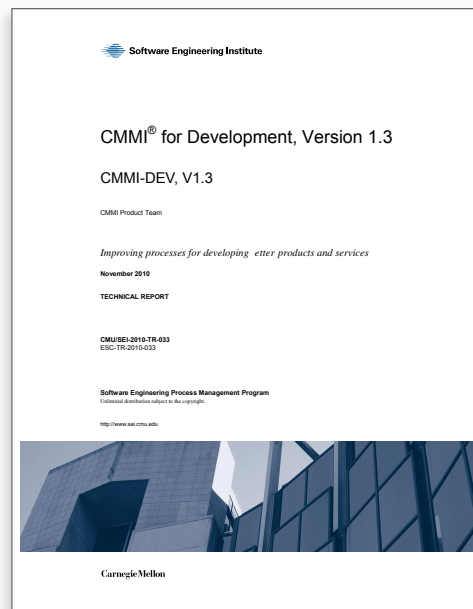 Software Engineering Institute
CMMI® for Development, Version 1.3
CMMI-DEV, V1.3
CMMI Product Team
Improving processes for developing etter products and services
November 2010
TECHNICAL REPORT
CMU/SEI-2010-TR-033
ESC-TR-2010-033
Software Engineering Process Management Program
Unlimited distribution subject to the copyright.
http://www.sei.cmu.edu
CarnegieMellon